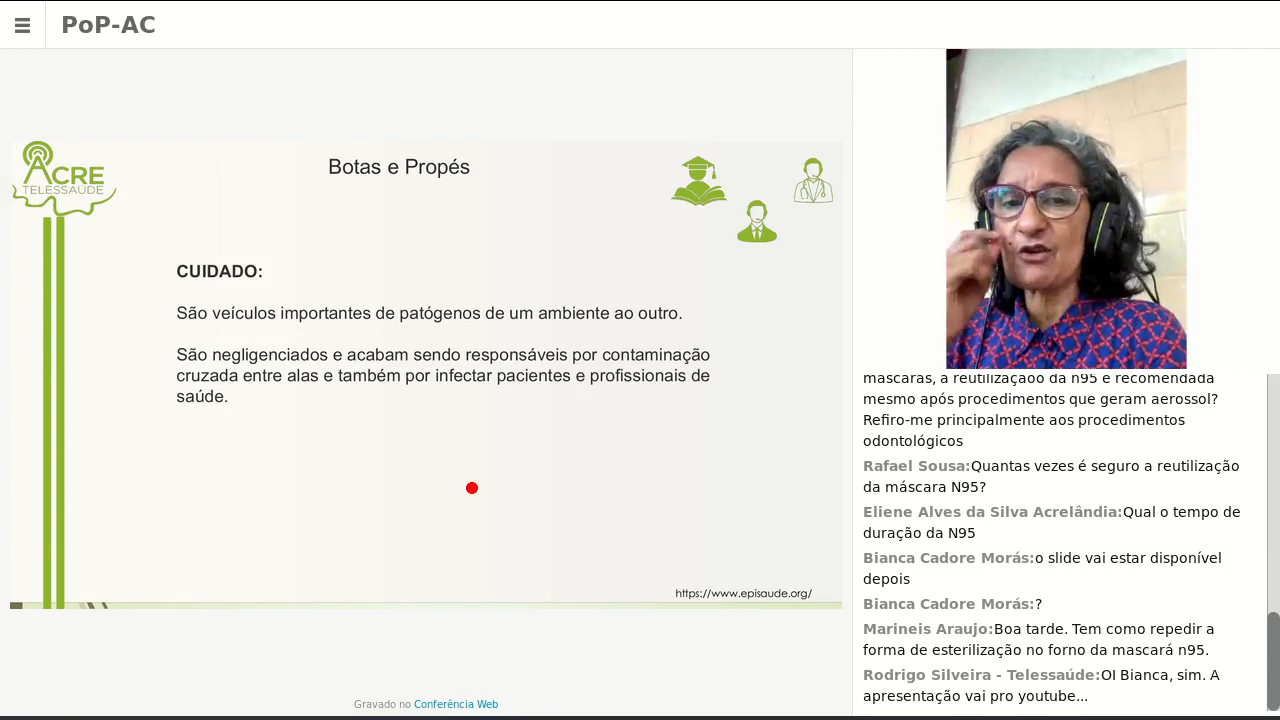 PoP-AC
ACRE
TELESSAÚDE
Botas e Propés
CUIDADO:
São veículos importantes de patógenos de um ambiente ao outro.
São negligenciados e acabam sendo responsáveis por contaminação
cruzada entre alas e também por infectar pacientes e profissionais de
saúde.
https://www.episaude.org/
Gravado no Conferência Web
máscaras, a reutilizaçãoo da n95 é recomendada
mesmo após procedimentos que geram aerossol?
Refiro-me principalmente aos procedimentos
odontológicos
Rafael Sousa:Quantas vezes é seguro a reutilização
da máscara N95?
Eliene Alves da Silva Acrelândia:Qual o tempo de
duração da N95
Bianca Cadore Morás:o slide vai estar disponível
depois
Bianca Cadore Morás:?
Marineis Araujo:Boa tarde. Tem como repedir a
forma de esterilização no forno da mascará n95.
Rodrigo Silveira - Telessaúde:OI Bianca, sim. A
apresentação vai pro youtube...